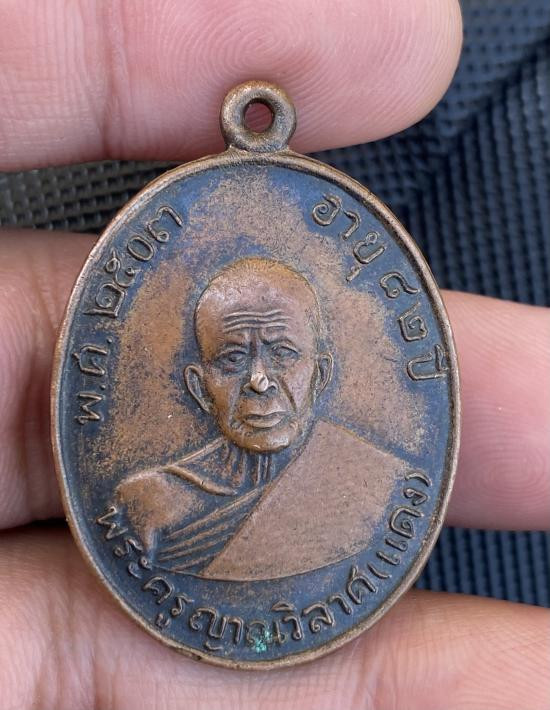 พ.ศ. ๒๕๐๓
อายุ ๘๒ ปี
พระครูญาณวิลาศ(แดง)